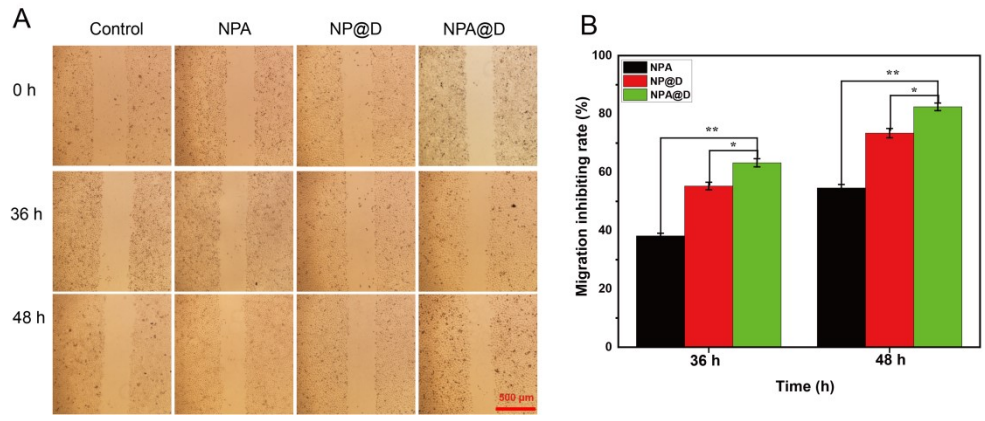 A
Control NPA NP@D NPA@D
0 h
36 h
48 h
500 μm
B
Migration inhibiting rate (%)
100
80
60
40
20
0
NPA
NP@D
NPA@D
**
*
**
*
36 h 48 h
Time (h)